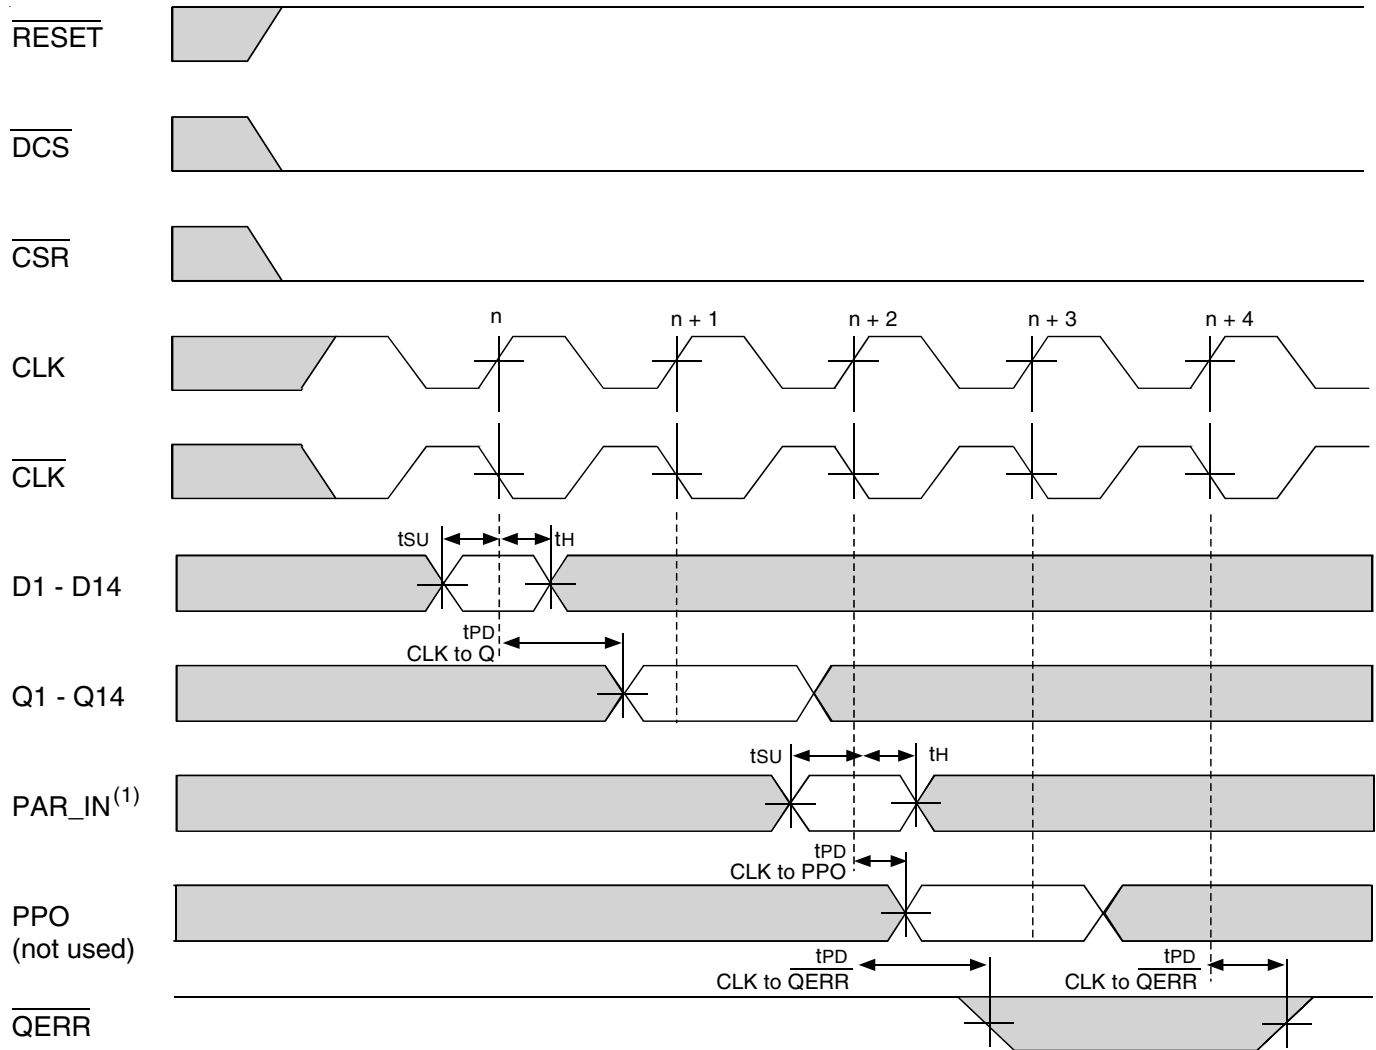 RESET
DCS
CSR
n n + 1 n + 2 n + 3 n + 4
CLK
CLK
tSU tH
D1 - D14
tPD
CLK to Q
Q1 - Q14
tSU tH
PAR_IN(1)
tPD
CLK to PPO
PPO
(not used)
tPD
CLK to QERR
tPD
CLK to QERR
QERR